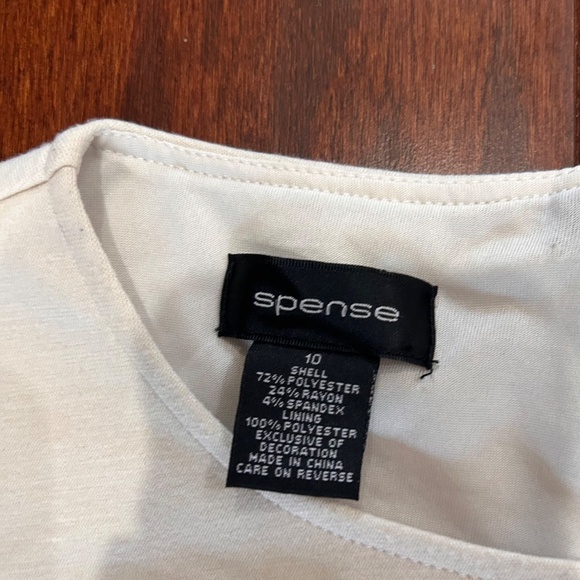 spense
10
SHELL
72% POLYESTER
24% RAYON
4% SPANDEX
LINING
100% POLYESTER
EXCLUSIVE OF
DECORATION
MADE IN CHINA
CARE ON REVERSE